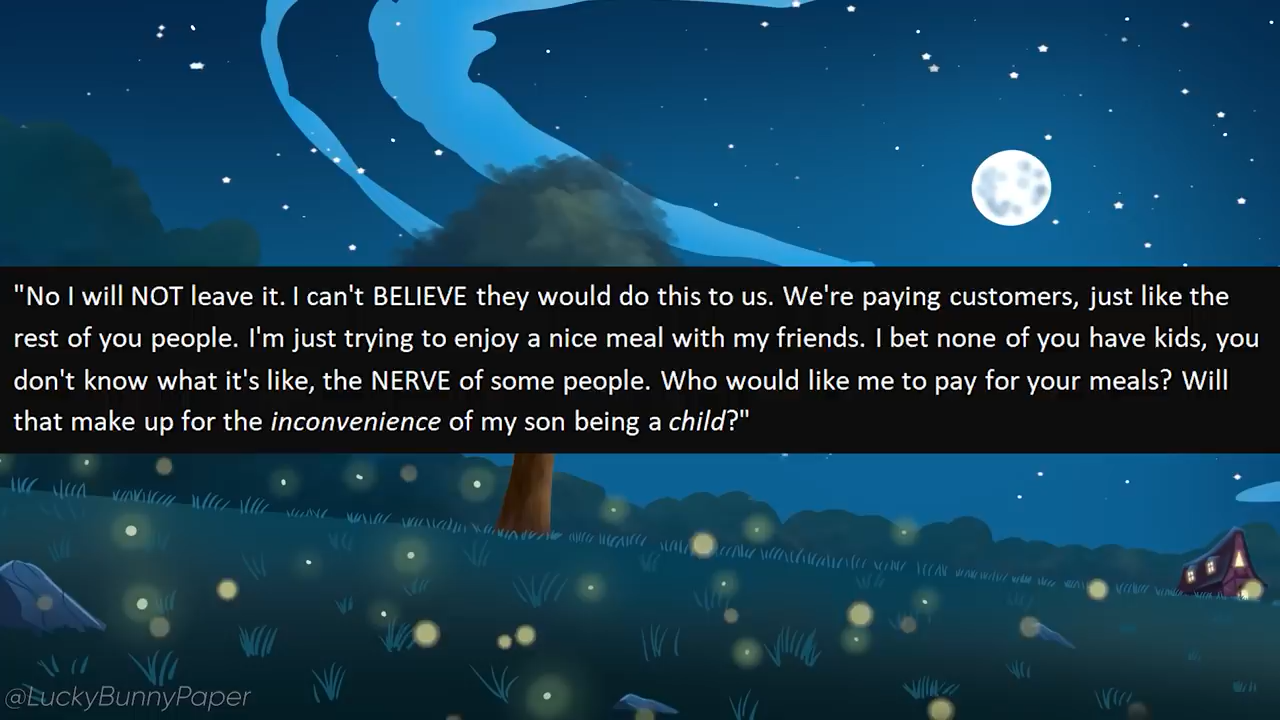 "No I will NOT leave it. I can't BELIEVE they would do this to us. We're paying customers, just like the
rest of you people. I'm just trying to enjoy a nice meal with my friends. I bet none of you have kids, you
don't know what it's like, the NERVE of some people. Who would like me to pay for your meals? Will
that make up for the inconvenience of my son being a child?"
@LuckyBunnyPaper